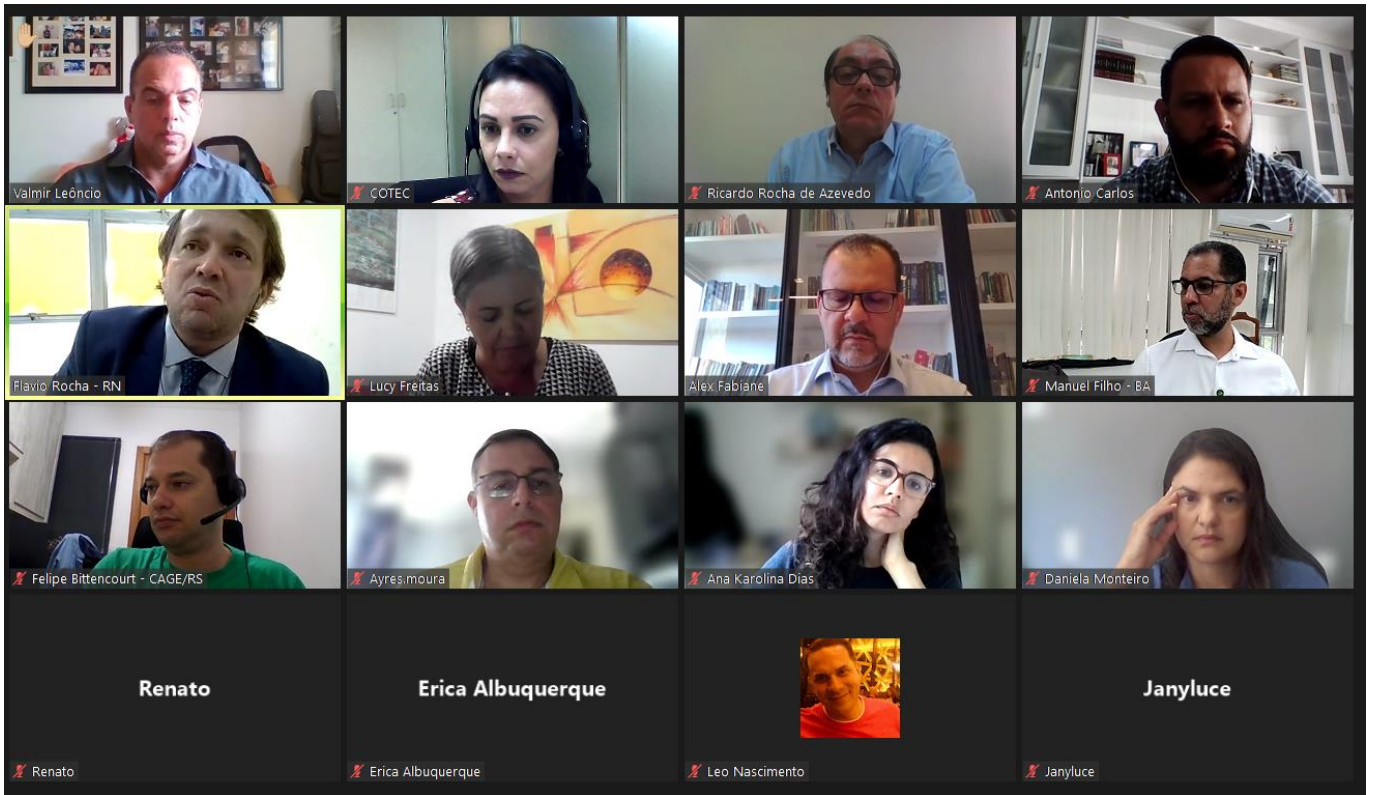 Valmir Leôncio
COTEC
Ricardo Rocha de Azevedo
Antonio Carlos
Flavio Rocha - RN
Lucy Freitas
Alex Fabiane
Manuel Filho - BA
Felipe Bittencourt - CAGE/RS
Ayres.moura
Ana Karolina Dias
Daniela Monteiro
Renato
Erica Albuquerque
Janyluce
Renato
Erica Albuquerque
Leo Nascimento
Janyluce